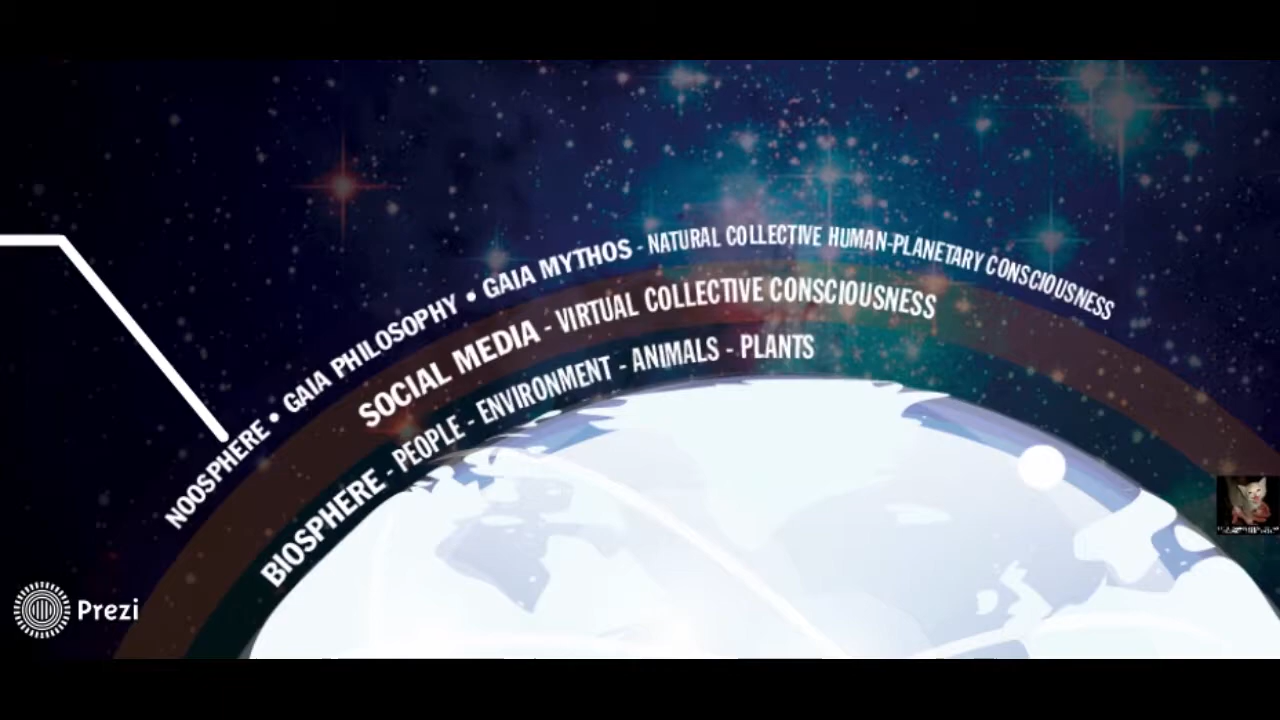 NOOSPHERE • GAIA PHILOSOPHY • GAIA MYTHOS - NATURAL COLLECTIVE HUMAN-PLANETARY CONSCIOUSNESS
SOCIAL MEDIA - VIRTUAL COLLECTIVE CONSCIOUSNESS
BIOSPHERE - PEOPLE - ENVIRONMENT - ANIMALS - PLANTS
Prezi